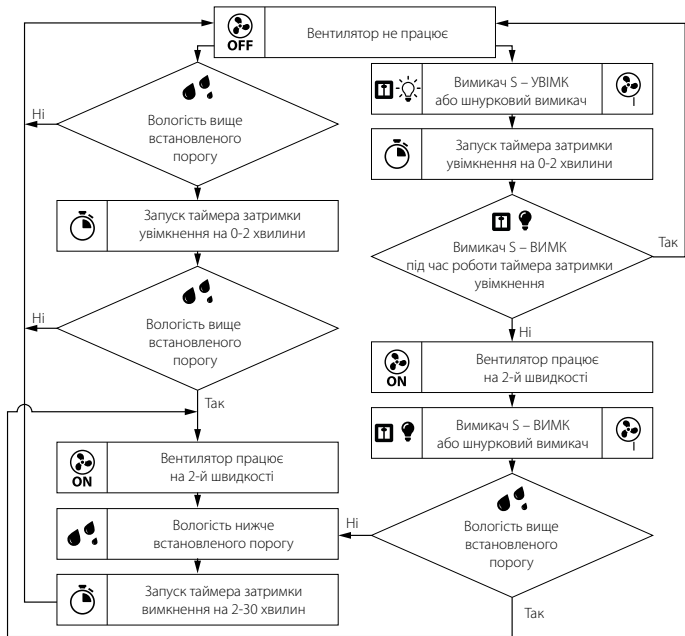 OFF
Вентилятор не працює
Вологість вище
встановленого
порогу
Ні
Запуск таймера затримки
увімкнення на 0-2 хвилини
Вологість вище
встановленого
порогу
Ні
Так
ON
Вентилятор працює
на 2-й швидкості
Вологість нижче
встановленого порогу
Запуск таймера затримки
вимкнення на 2-30 хвилин
Вимикач S – УВІМК
або шнурковий вимикач
Запуск таймера затримки
увімкнення на 0-2 хвилини
Вимикач S – ВИМК
під час роботи таймера затримки
увімкнення
Так
Ні
ON
Вентилятор працює
на 2-й швидкості
Вимикач S – ВИМК
або шнурковий вимикач
Вологість вище
встановленого
порогу
Ні
Так